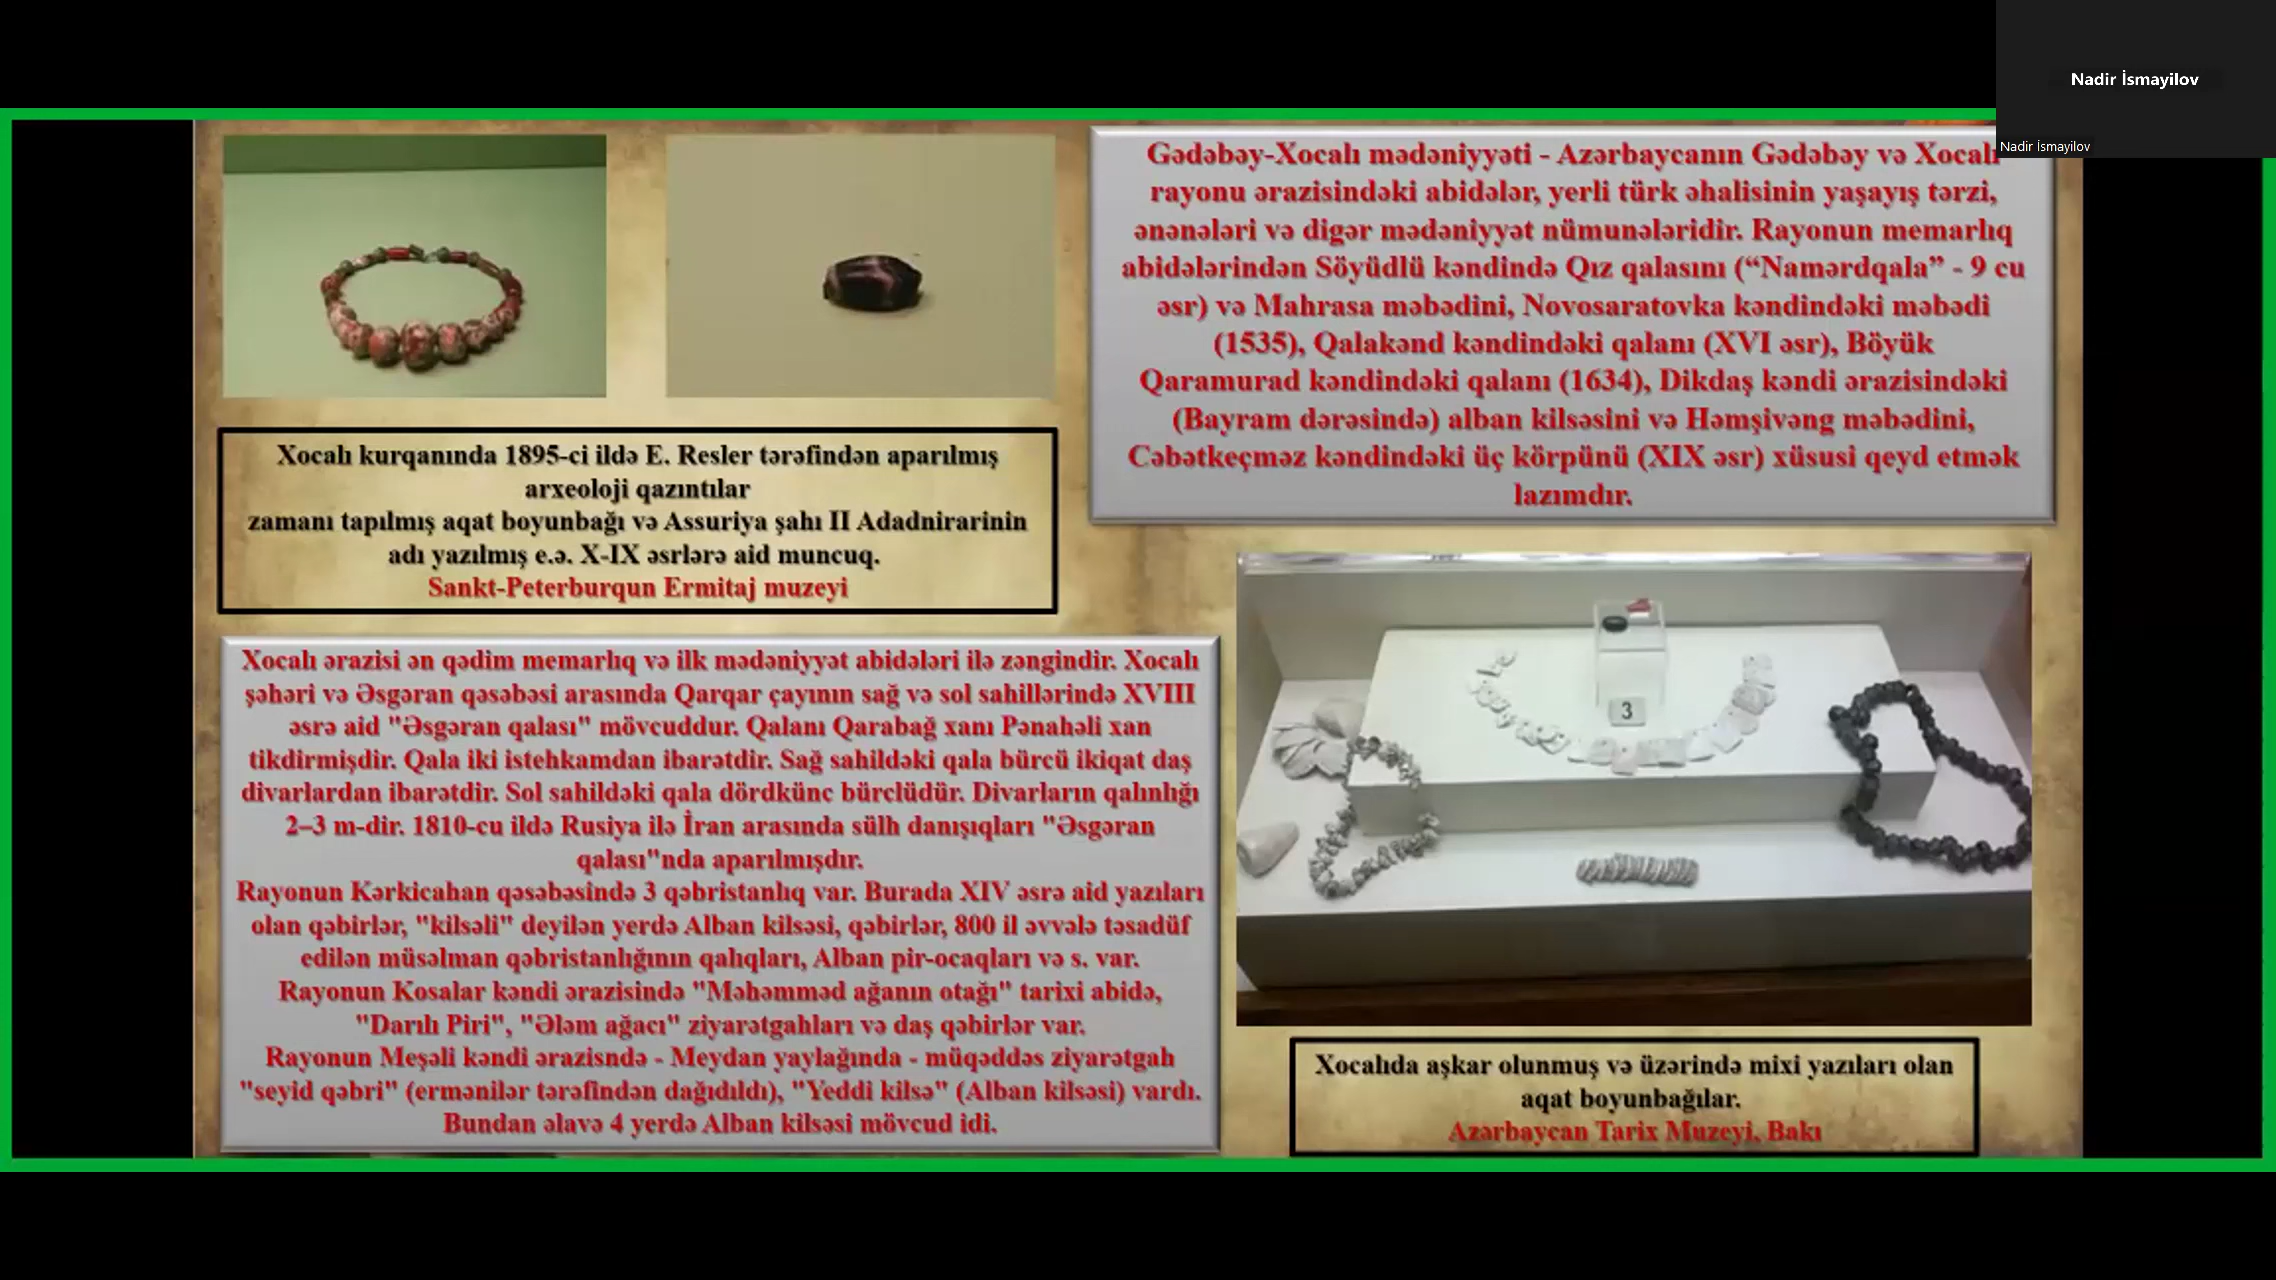 Nadir İsmayilov
Nadir İsmayilov
Gədəbəy-Xocalı mədəniyyəti - Azərbaycanın Gədəbəy və Xocalı
rayonu ərazisindəki abidələr, yerli türk əhalisinin yaşayış tərzi,
ənənələri və digər mədəniyyət nümunələridir. Rayonun memarlıq
abidələrindən Söyüdlü kəndində Qız qalasını (“Namərdqala” - 9 cu
əsr) və Mahrasa məbədini, Novosaratovka kəndindəki məbədi
(1535), Qalakənd kəndindəki qalanı (XVI əsr), Böyük
Qaramurad kəndindəki qalanı (1634), Dikdaş kəndi ərazisindəki
(Bayram dərəsində) alban kilsəsini və Həmşivəng məbədini,
Cəbətkeçməz kəndindəki üç körpünü (XIX əsr) xüsusi qeyd etmək
lazımdır.
Xocalı kurqanında 1895-ci ildə E. Resler tərəfindən aparılmış
arxeoloji qazıntılar
zamanı tapılmış aqat boyunbağı və Assuriya şahı II Adadnirarinin
adı yazılmış e.ə. X-IX əsrlərə aid muncuq.
Sankt-Peterburqun Ermitaj muzeyi
Xocalı ərazisi ən qədim memarlıq və ilk mədəniyyət abidələri ilə zəngindir. Xocalı
şəhəri və Əsgəran qəsəbəsi arasında Qarqar çayının sağ və sol sahillərində XVIII
əsrə aid "Əsgəran qalası" mövcuddur. Qalanı Qarabağ xanı Pənahəli xan
tikdirmişdir. Qala iki istehkamdan ibarətdir. Sağ sahildəki qala bürcü ikiqat daş
divarlardan ibarətdir. Sol sahildəki qala dördkünc bürclüdür. Divarların qalınlığı
2–3 m-dir. 1810-cu ildə Rusiya ilə İran arasında sülh danışıqları "Əsgəran
qalası"nda aparılmışdır.
Rayonun Kərkicahan qəsəbəsində 3 qəbristanlıq var. Burada XIV əsrə aid yazıları
olan qəbirlər, "kilsəli" deyilən yerdə Alban kilsəsi, qəbirlər, 800 il əvvələ təsadüf
edilən müsəlman qəbristanlığının qalıqları, Alban pir-ocaqları və s. var.
Rayonun Kosalar kəndi ərazisində "Məhəmməd ağanın otağı" tarixi abidə,
"Darılı Piri", "Ələm ağacı" ziyarətgahları və daş qəbirlər var.
Rayonun Meşəli kəndi ərazisndə - Meydan yaylağında - müqəddəs ziyarətgah
"seyid qəbri" (ermənilər tərəfindən dağıdıldı), "Yeddi kilsə" (Alban kilsəsi) vardı.
Bundan əlavə 4 yerdə Alban kilsəsi mövcud idi.
3
Xocalıda aşkar olunmuş və üzərində mixi yazıları olan
aqat boyunbağılar.
Azərbaycan Tarix Muzeyi, Bakı